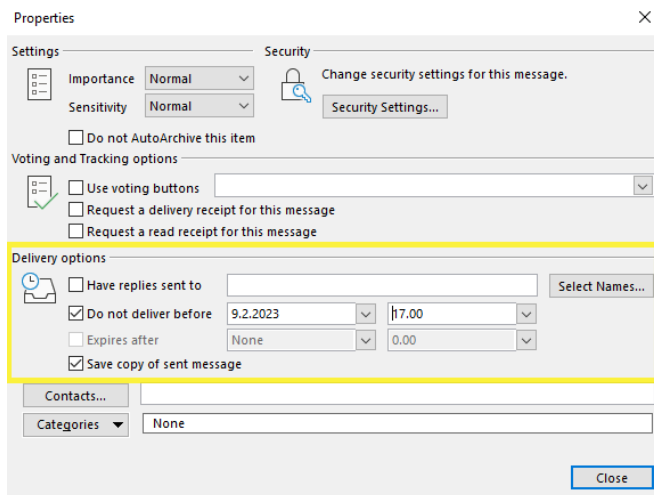 Properties
Settings Security
Importance Normal Change security settings for this message.
Sensitivity Normal Security Settings...
Do not AutoArchive this item
Voting and Tracking options
Use voting buttons
Request a delivery receipt for this message
Request a read receipt for this message
Delivery options
Have replies sent to Select Names...
Do not deliver before 9.2.2023 17.00
Expires after None 0.00
Save copy of sent message
Contacts...
Categories None
Close